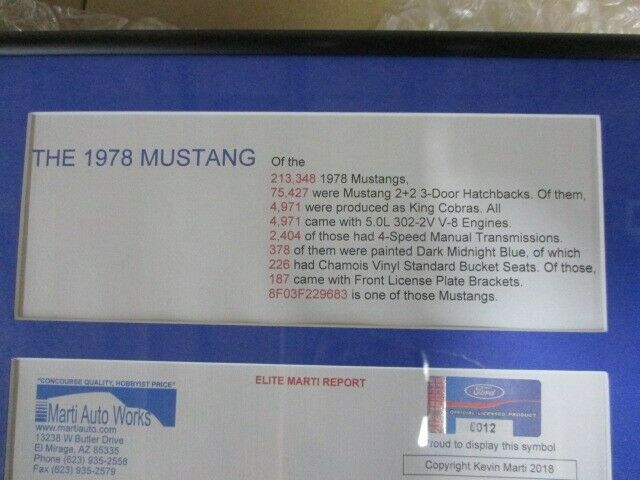 THE 1978 MUSTANG
Of the
213,348 1978 Mustangs,
75,427 were Mustang 2+2 3-Door Hatchbacks. Of them,
4,971 were produced as King Cobras. All
4,971 came with 5.0L 302-2V V-8 Engines.
2,404 of those had 4-Speed Manual Transmissions.
378 of them were painted Dark Midnight Blue, of which
226 had Chamois Vinyl Standard Bucket Seats. Of those,
187 came with Front License Plate Brackets.
8F03F229683 is one of those Mustangs.
"CONCOURSE QUALITY, HOBBYIST PRICE"
Marti Auto Works
www.martiauto.com
13238 W Butler Drive
El Mirage, AZ 85335
Phone (623) 935-2558
Fax (623) 935-2579
ELITE MARTI REPORT
Ford
OFFICIAL LICENSED PRODUCT
6012
Proud to display this symbol
Copyright Kevin Marti 2018